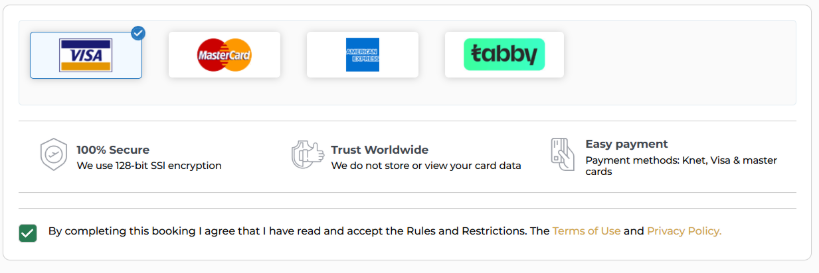 VISA MasterCard AMERICAN EXPRESS tabby
100% Secure
We use 128-bit SSI encryption
Trust Worldwide
We do not store or view your card data
Easy payment
Payment methods: Knet, Visa & master
cards
By completing this booking I agree that I have read and accept the Rules and Restrictions. The Terms of Use and Privacy Policy.